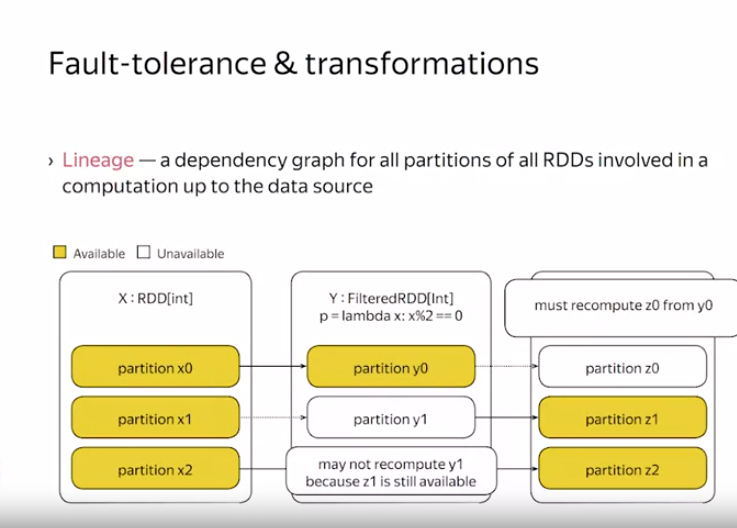 Fault-tolerance & transformations
› Lineage — a dependency graph for all partitions of all RDDs involved in a
computation up to the data source
Available Unavailable
X : RDD[int]
Y : FilteredRDD[Int]
p = lambda x: x%2 == 0
must recompute z0 from y0
partition x0
partition y0
partition z0
partition x1
partition y1
partition z1
partition x2
may not recompute y1
because z1 is still available
partition z2